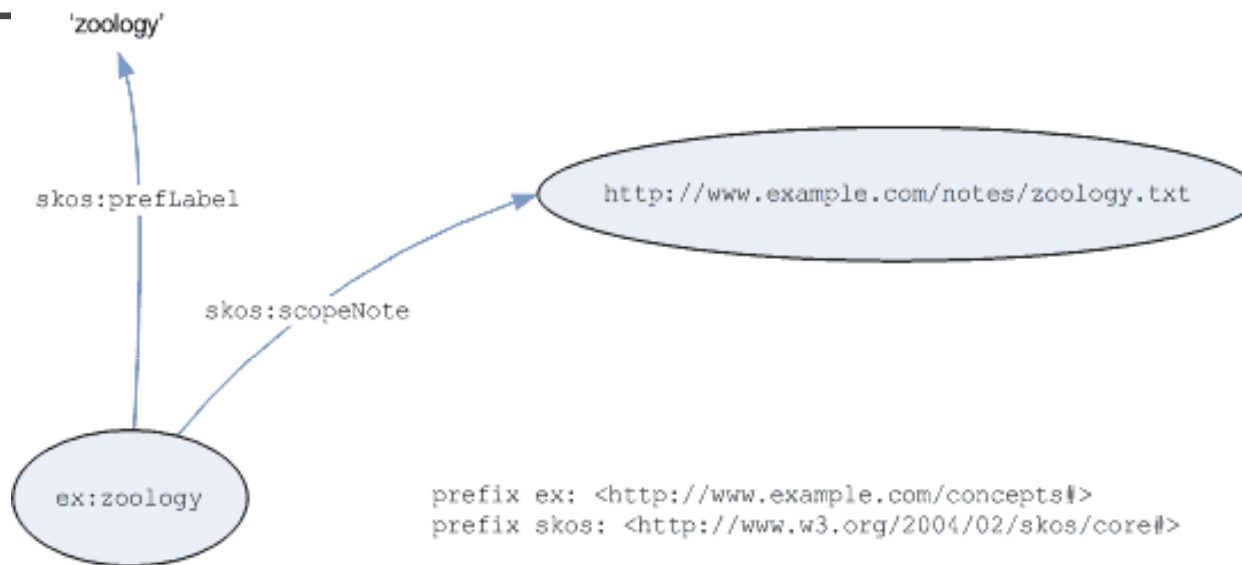 'zoology'
skos:prefLabel
http://www.example.com/notes/zoology.txt
skos:scopeNote
ex:zoology
prefix ex: <http://www.example.com/concepts#>
prefix skos: <http://www.w3.org/2004/02/skos/core#>